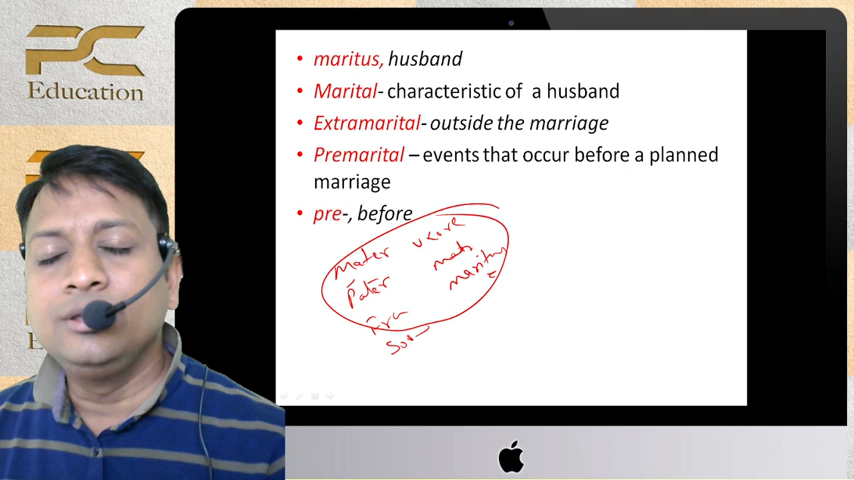 PC
Education
• maritus, husband
• Marital- characteristic of a husband
• Extramarital- outside the marriage
• Premarital – events that occur before a planned
marriage
• pre-, before
Mater uxore
Pater maritus